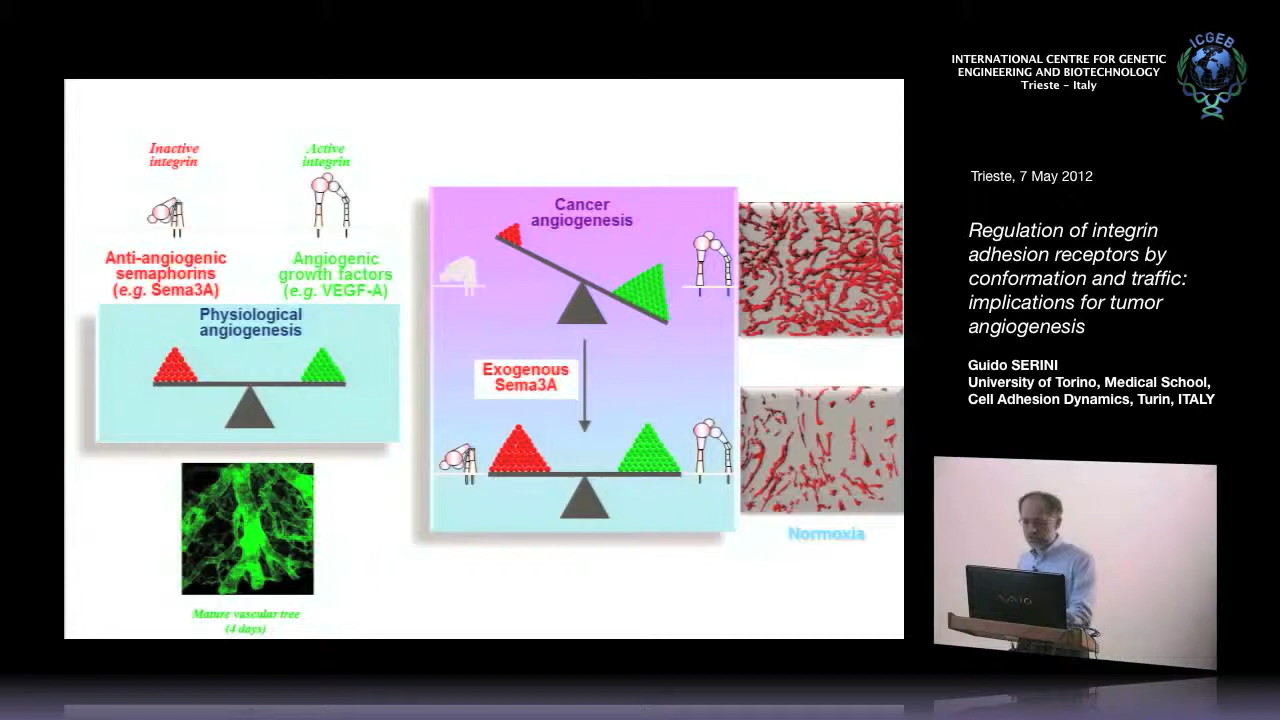 Inactive
integrin
Active
integrin
Anti-angiogenic
semaphorins
(e.g. Sema3A)
Angiogenic
growth factors
(e.g. VEGF-A)
Physiological
angiogenesis
Mature vascular tree
(4 days)
Cancer
angiogenesis
Exogenous
Sema3A
Normoxia
INTERNATIONAL CENTRE FOR GENETIC
ENGINEERING AND BIOTECHNOLOGY
Trieste - Italy
ICGEB
Trieste, 7 May 2012
Regulation of integrin
adhesion receptors by
conformation and traffic:
implications for tumor
angiogenesis
Guido SERINI
University of Torino, Medical School,
Cell Adhesion Dynamics, Turin, ITALY
VAIO